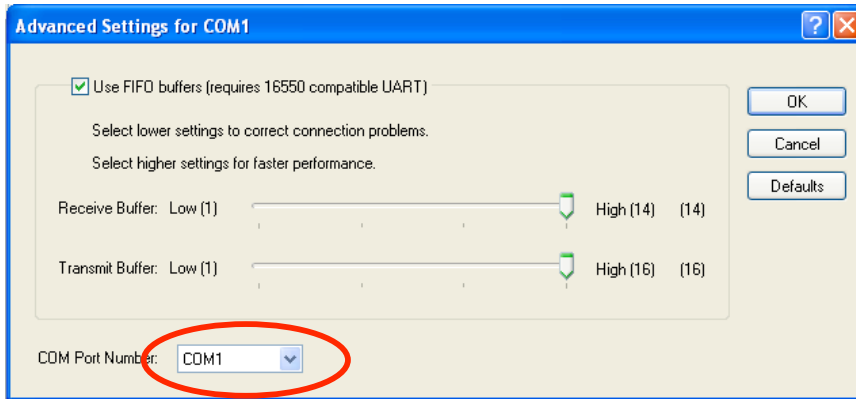 Advanced Settings for COM1
Use FIFO buffers (requires 16550 compatible UART)
OK
Select lower settings to correct connection problems.
Cancel
Select higher settings for faster performance.
Defaults
Receive Buffer: Low (1) High (14) (14)
Transmit Buffer: Low (1) High (16) (16)
COM Port Number: COM1